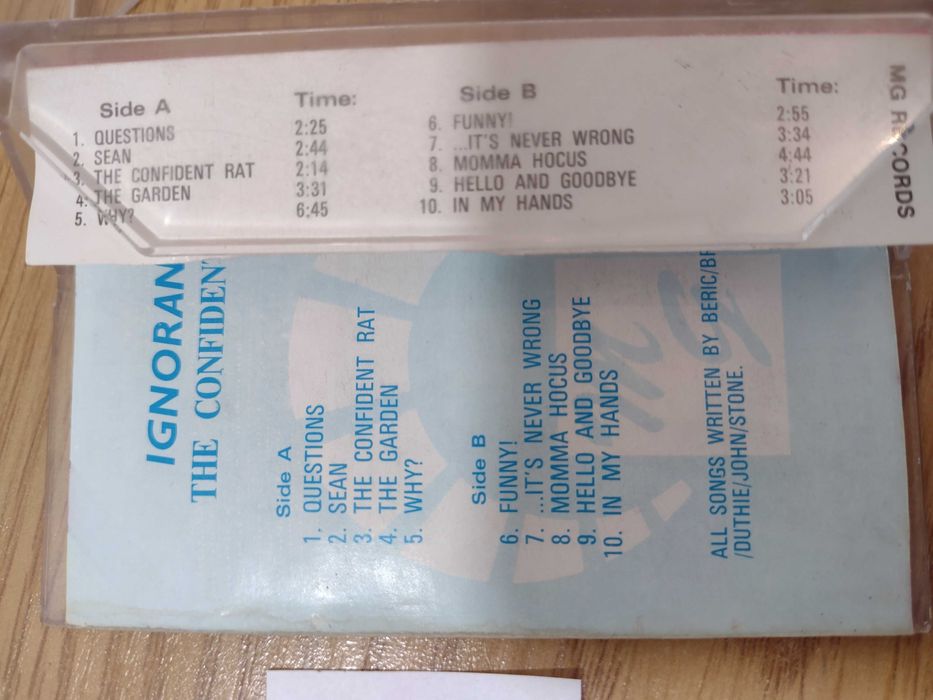 Side A Time:
1. QUESTIONS 2:25
2. SEAN 2:44
3. THE CONFIDENT RAT 2:14
4. THE GARDEN 3:31
5. WHY? 6:45
Side B Time:
6. FUNNY! 2:55
7. ...IT'S NEVER WRONG 3:34
8. MOMMA HOCUS 4:44
9. HELLO AND GOODBYE 3:21
10. IN MY HANDS 3:05
MG RECORDS
IGNORAN
THE CONFIDENT
Side A
1. QUESTIONS
2. SEAN
3. THE CONFIDENT RAT
4. THE GARDEN
5. WHY?
Side B
6. FUNNY!
7. ...IT'S NEVER WRONG
8. MOMMA HOCUS
9. HELLO AND GOODBYE
10. IN MY HANDS
ALL SONGS WRITTEN BY BERIC/
/DUTHIE/JOHN/STONE.
mg